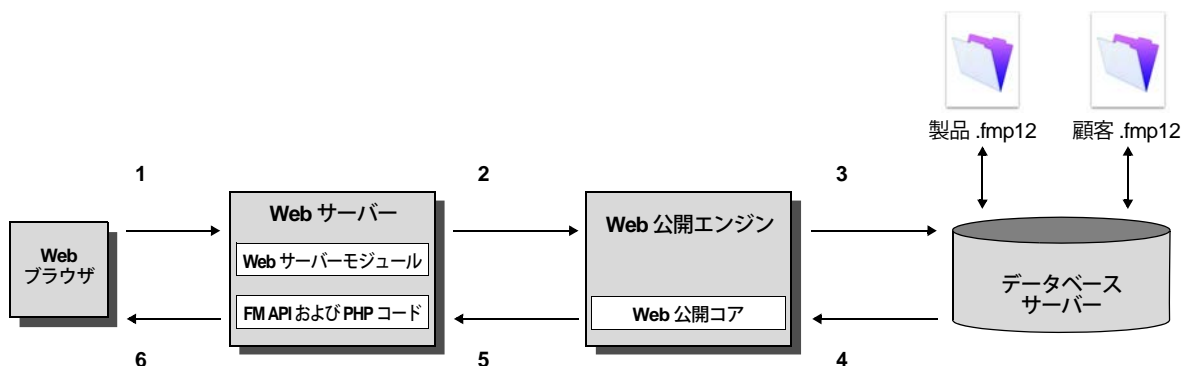 製品 .fmp12
顧客 .fmp12
1
2
3
Web
ブラウザ
Web サーバー
Web サーバーモジュール
FM API および PHP コード
Web 公開エンジン
Web 公開コア
データベース
サーバー
6
5
4